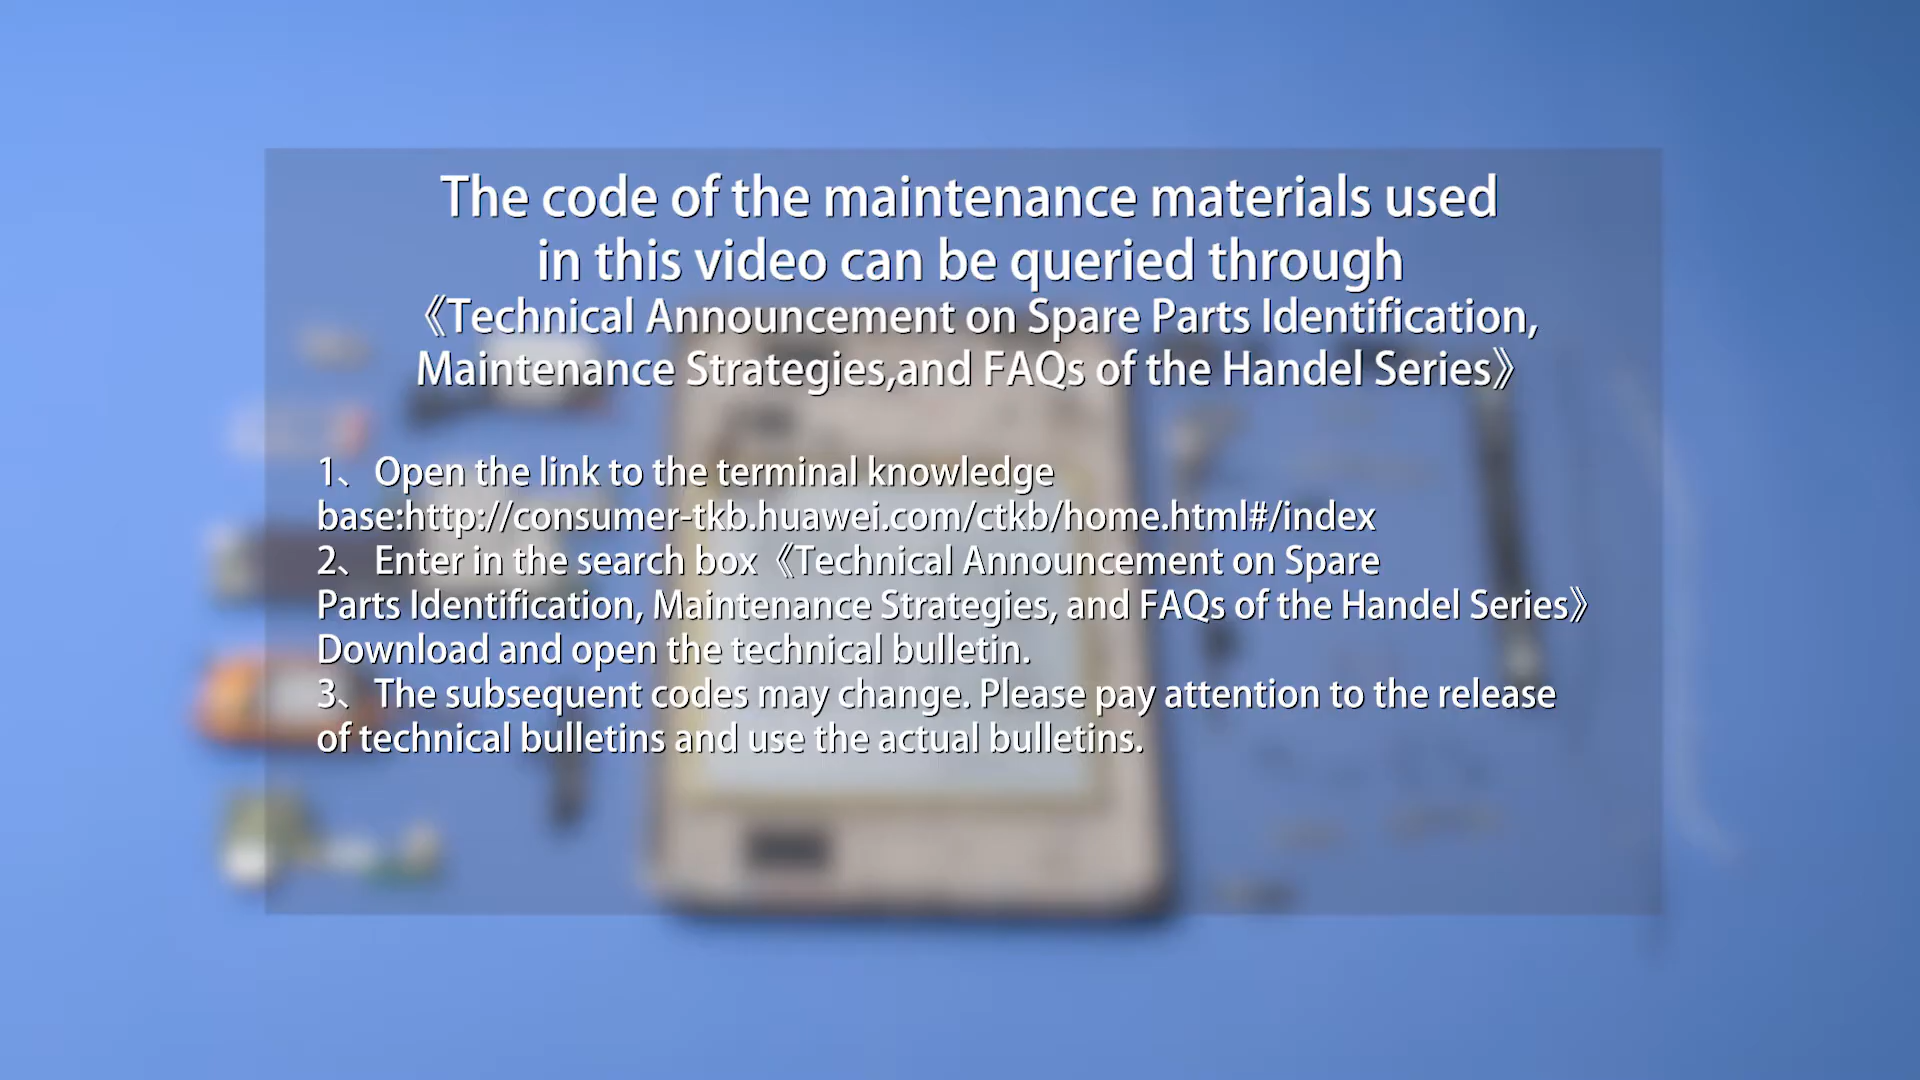 The code of the maintenance materials used
in this video can be queried through
《Technical Announcement on Spare Parts Identification,
Maintenance Strategies,and FAQs of the Handel Series》
1、 Open the link to the terminal knowledge
base:http://consumer-tkb.huawei.com/ctkb/home.html#/index
2、 Enter in the search box《Technical Announcement on Spare
Parts Identification, Maintenance Strategies, and FAQs of the Handel Series》
Download and open the technical bulletin.
3、 The subsequent codes may change. Please pay attention to the release
of technical bulletins and use the actual bulletins.